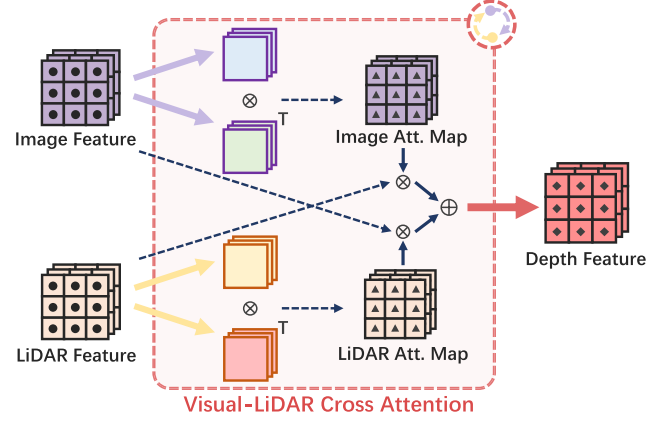 T
Image Feature
Image Att. Map
Depth Feature
T
LiDAR Feature
LiDAR Att. Map
Visual-LiDAR Cross Attention